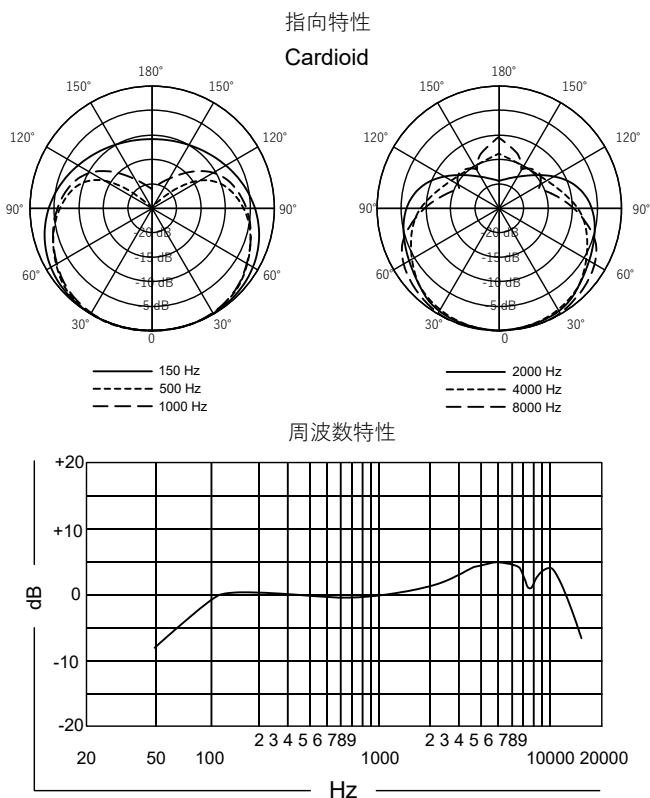 指向特性
Cardioid
180°
150° 150°
120° 120°
90° 90°
60° 60°
30° 30°
0
-20 dB
-15 dB
-10 dB
-5 dB
150 Hz
500 Hz
1000 Hz
180°
150° 150°
120° 120°
90° 90°
60° 60°
30° 30°
0
-20 dB
-15 dB
-10 dB
-5 dB
2000 Hz
4000 Hz
8000 Hz
周波数特性
+20
+10
0
-10
-20
dB
2 3 4 5 6 7 8 9 2 3 4 5 6 7 8 9
20 50 100 1000 10000 20000
Hz